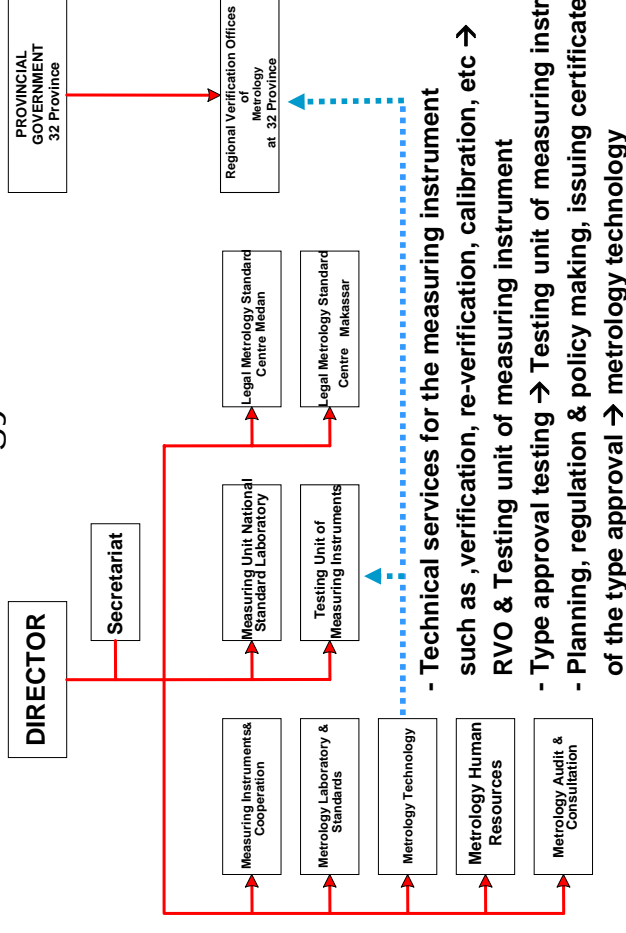 DIRECTOR
Secretariat
PROVINCIAL
GOVERNMENT
32 Province
Measuring Instruments&
Cooperation
Metrology Laboratory &
Standards
Metrology Technology
Metrology Human
Resources
Metrology Audit &
Consultation
Measuring Unit National
Standard Laboratory
Testing Unit of
Measuring Instruments
Legal Metrology Standard
Centre Medan
Legal Metrology Standard
Centre Makassar
Regional Verification Offices
of
Metrology
at 32 Province
- Technical services for the measuring instrument
such as ,verification, re-verification, calibration, etc →
RVO & Testing unit of measuring instrument
- Type approval testing → Testing unit of measuring instr
- Planning, regulation & policy making, issuing certificate
of the type approval → metrology technology